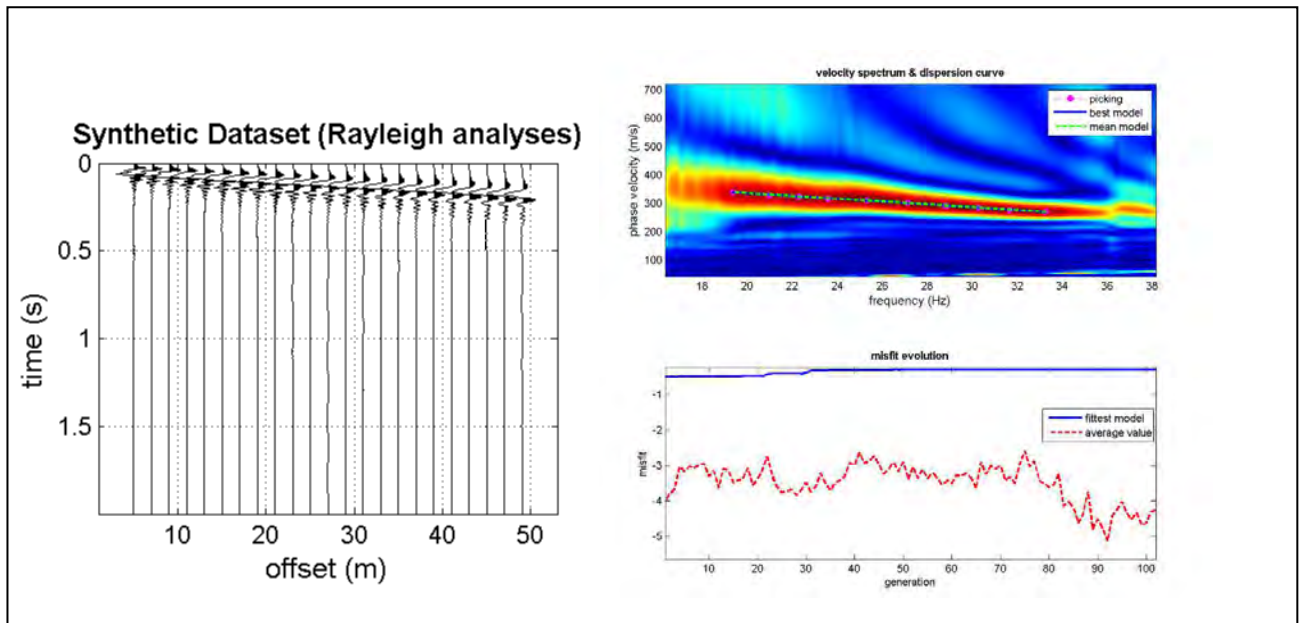 Synthetic Dataset (Rayleigh analyses)
0
0.5
1
1.5
time (s)
10 20 30 40 50
offset (m)
velocity spectrum & dispersion curve
700
600
500
400
300
200
100
phase velocity (m/s)
picking
best model
mean model
18 20 22 24 26 28 30 32 34 36 38
frequency (Hz)
misfit evolution
-1
-2
-3
-4
-5
misfit
fittest model
average value
10 20 30 40 50 60 70 80 90 100
generation